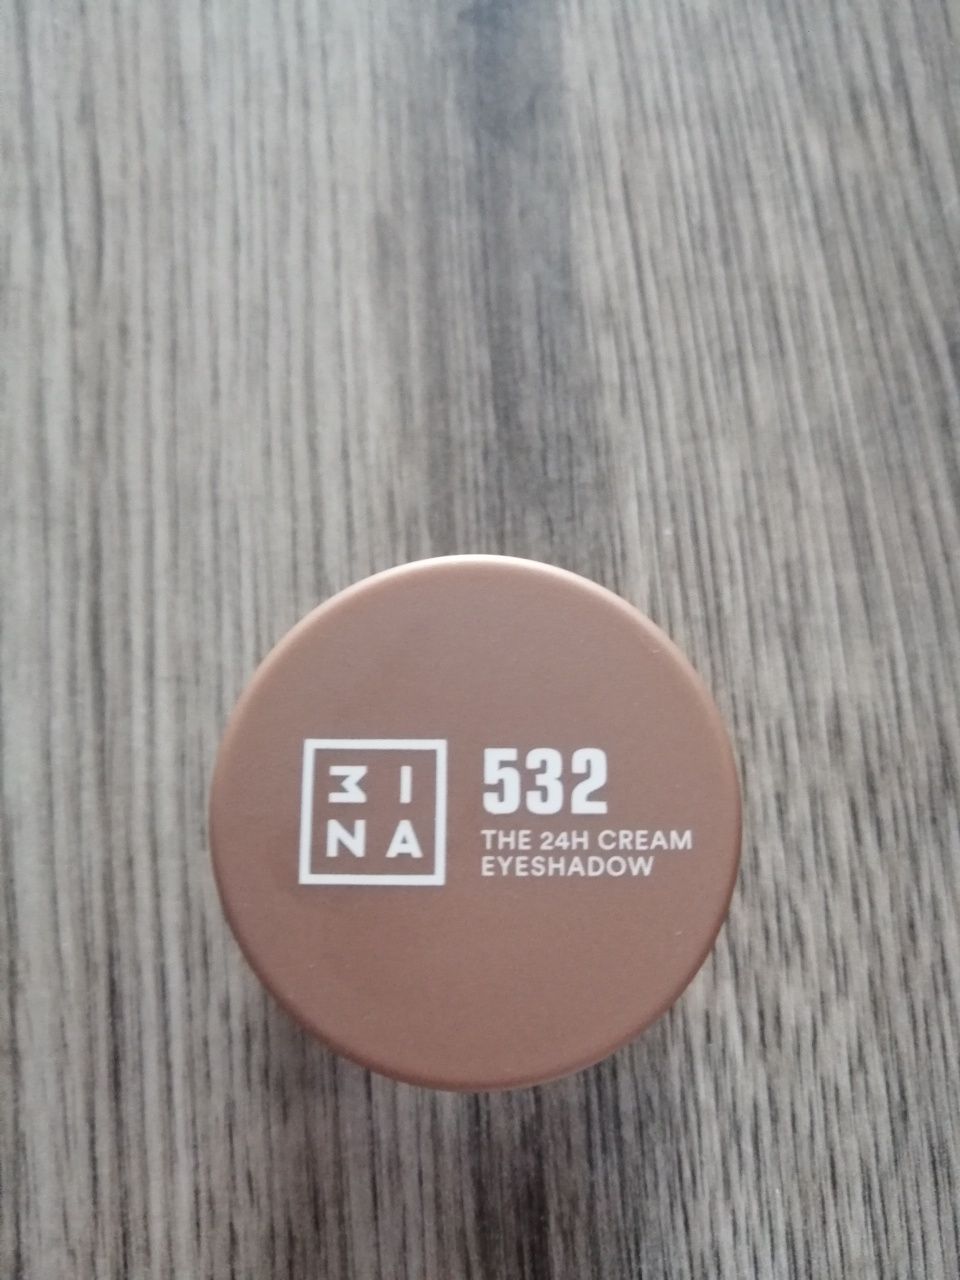 3I
NA
532
THE 24H CREAM
EYESHADOW